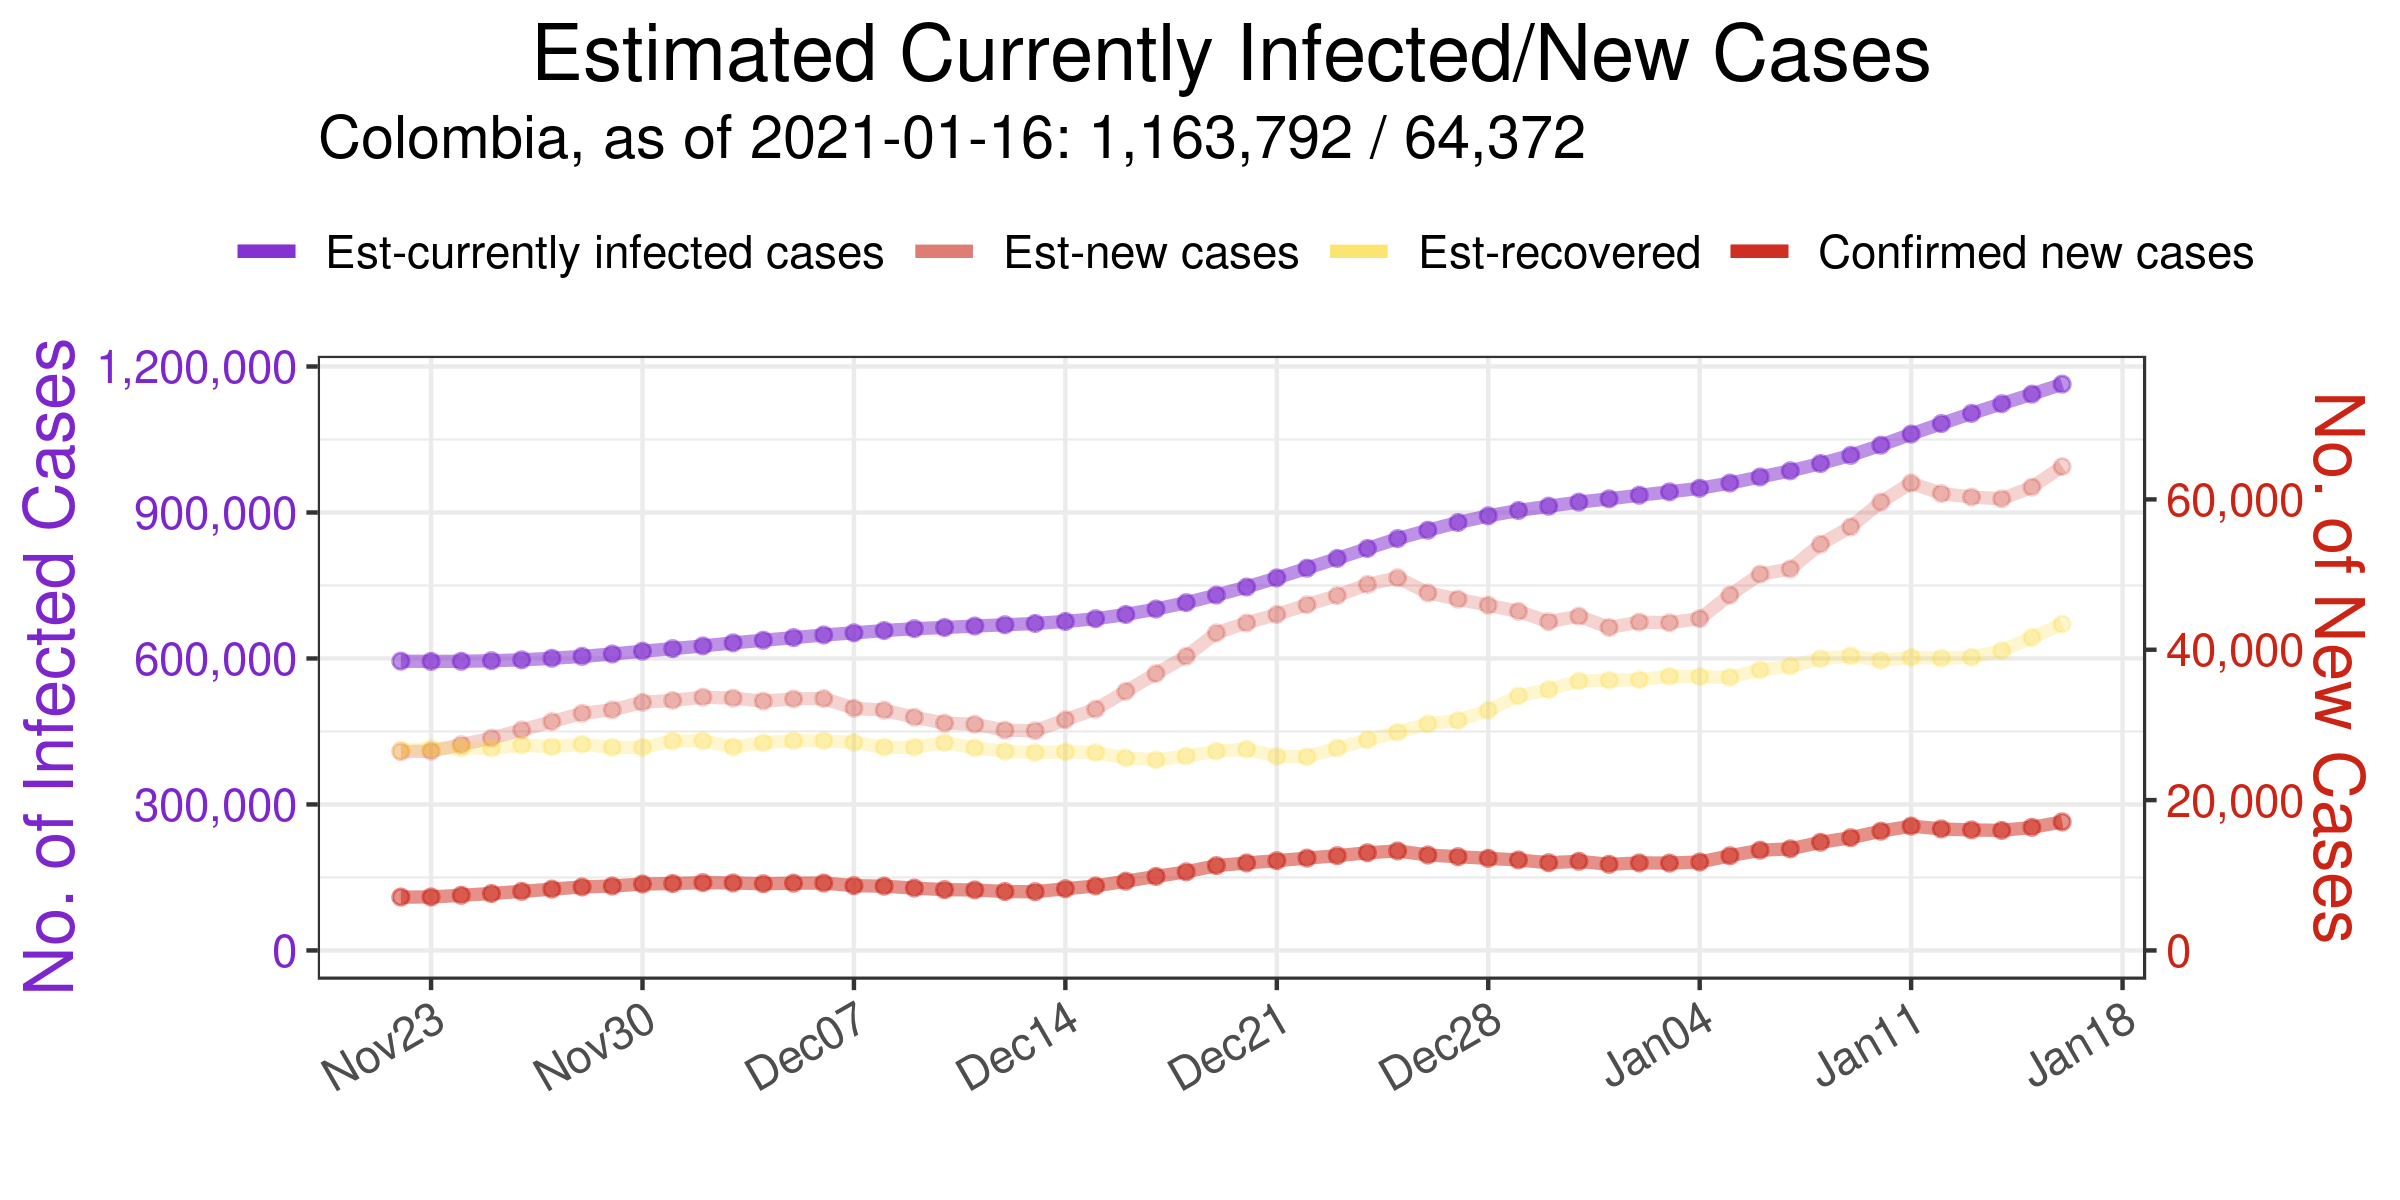 Estimated Currently Infected/New Cases
Colombia, as of 2021-01-16: 1,163,792 / 64,372
Est-currently infected cases Est-new cases Est-recovered Confirmed new cases
No. of Infected Cases
1,200,000
900,000
600,000
300,000
0
60,000
40,000
20,000
0
No. of New Cases
Nov23 Nov30 Dec07 Dec14 Dec21 Dec28 Jan04 Jan11 Jan18